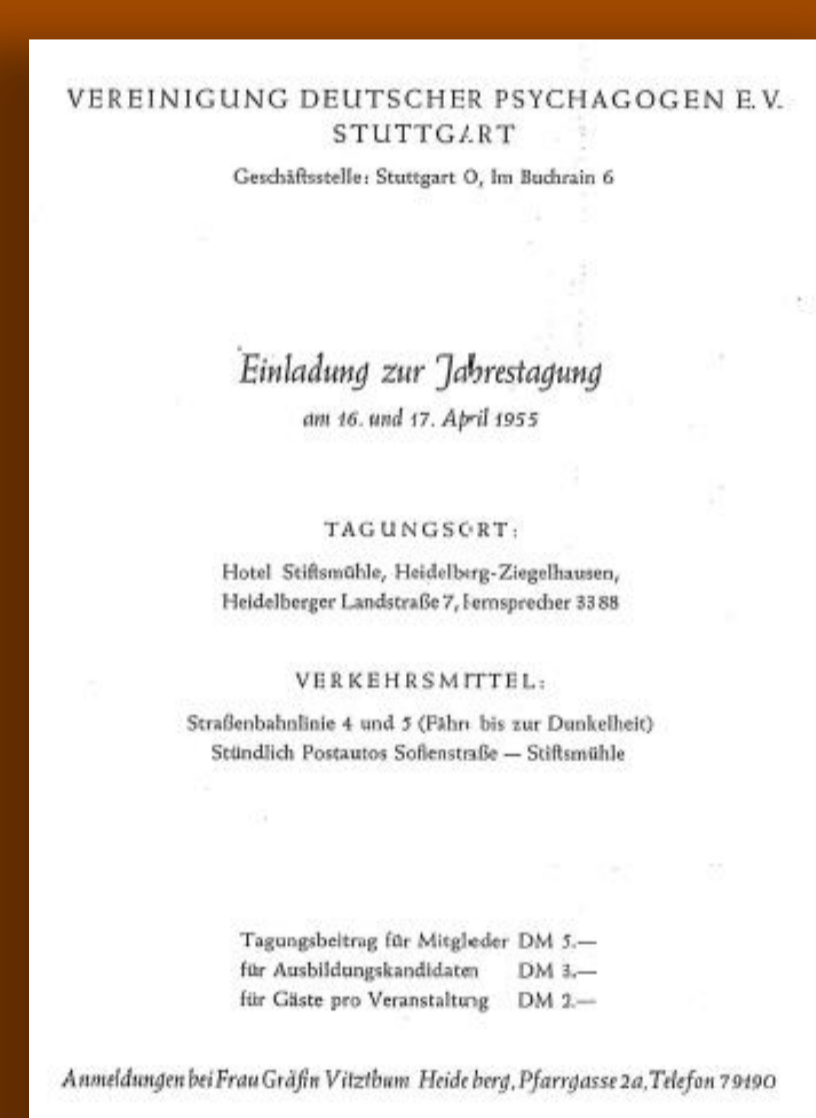 VEREINIGUNG DEUTSCHER PSYCHAGOGEN E.V.
STUTTGART
Geschäftsstelle: Stuttgart O, Im Buchrain 6
Einladung zur Jahrestagung
am 16. und 17. April 1955
TAGUNGSORT:
Hotel Stiftsmühle, Heidelberg-Ziegelhausen,
Heidelberger Landstraße 7, Fernsprecher 3388
VERKEHRSMITTEL:
Straßenbahnlinie 4 und 5 (Fähre bis zur Dunkelheit)
Stündlich Postautos Sofienstraße — Stiftsmühle
Tagungsbeitrag für Mitglieder DM 5.—
für Ausbildungskandidaten DM 3.—
für Gäste pro Veranstaltung DM 2.—
Anmeldungen bei Frau Gräfin Vitzthum Heidelberg, Pfarrgasse 2a, Telefon 79190